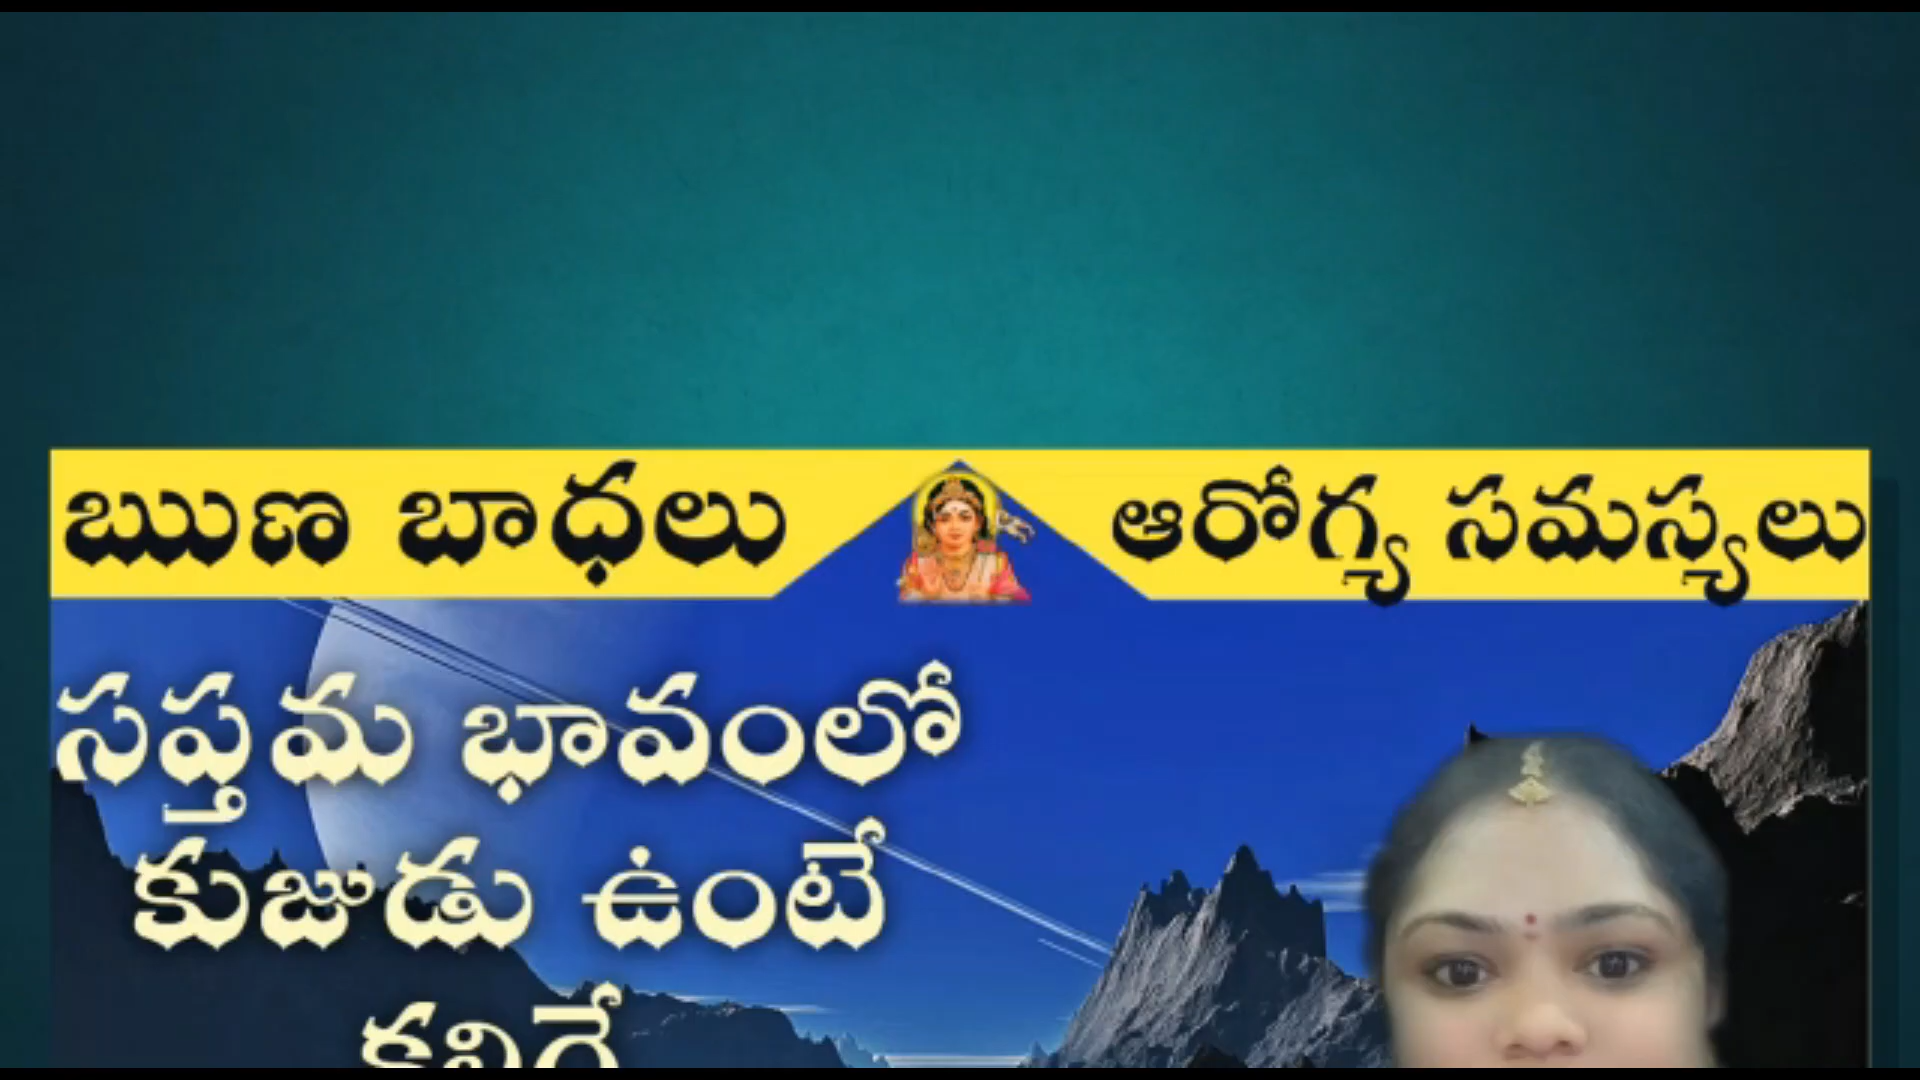 ఋణ బాధలు ఆరోగ్య సమస్యలు
సప్తమ భావంలో
కుజుడు ఉంటే